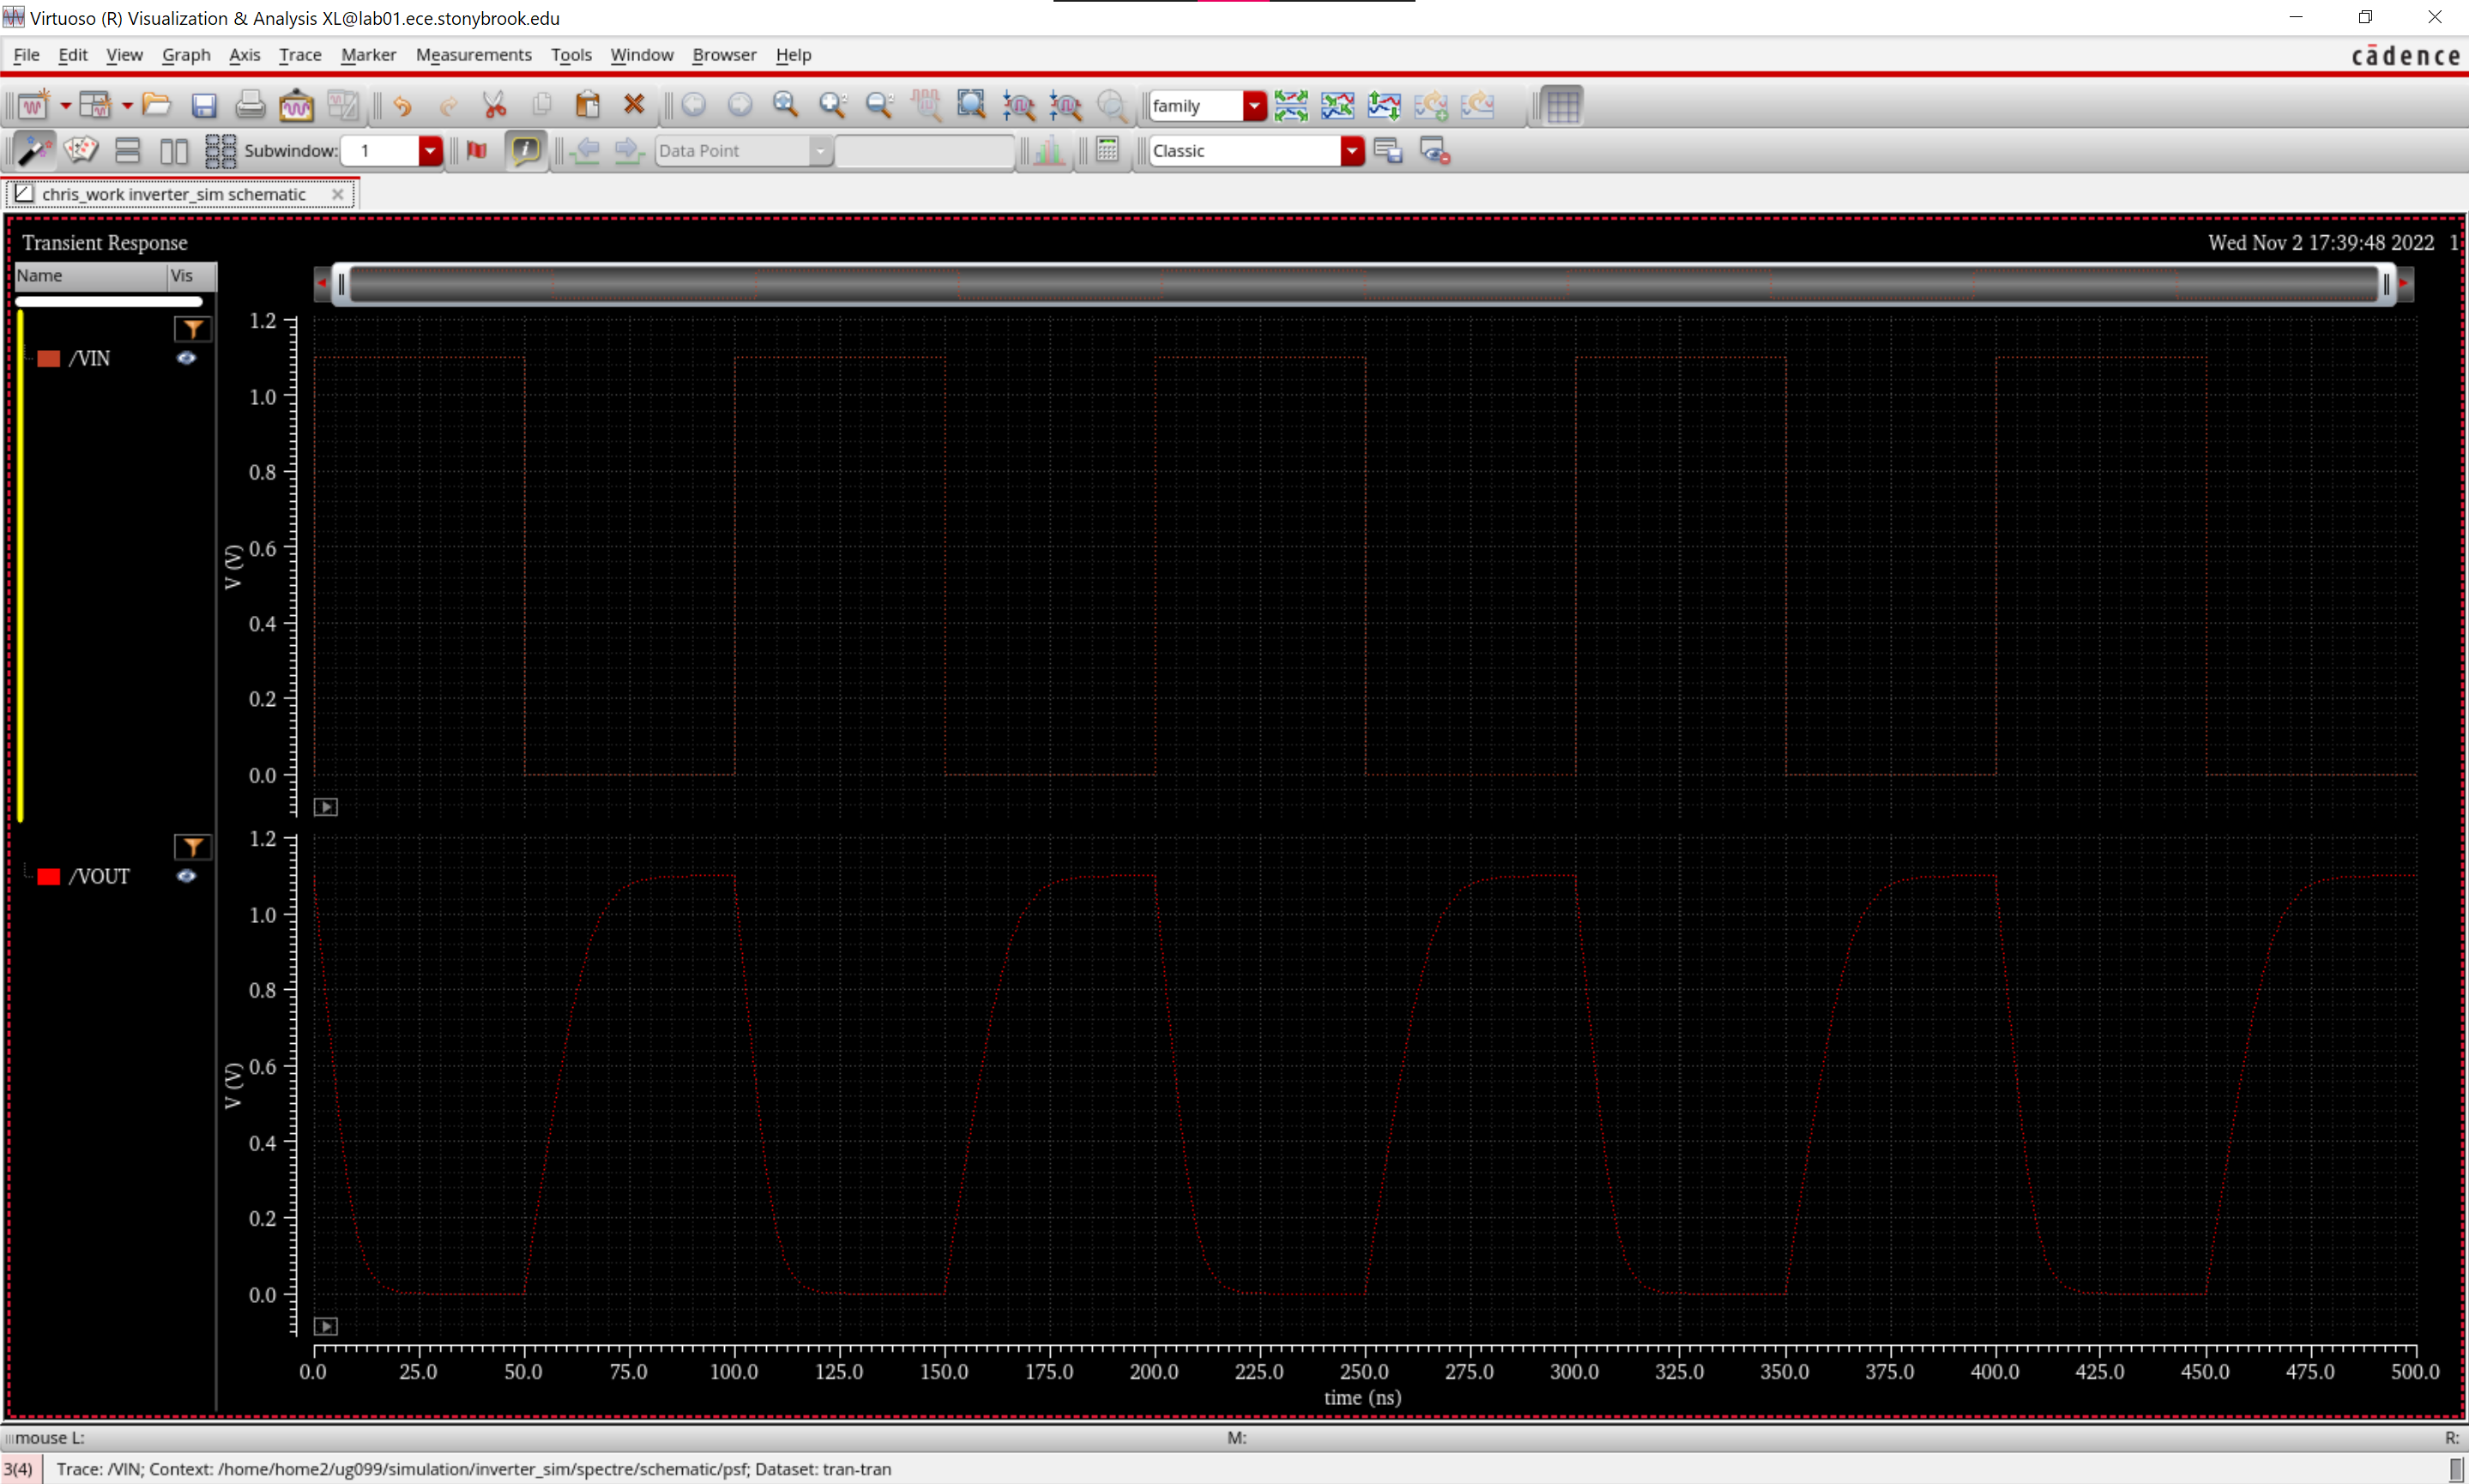 Virtuoso (R) Visualization & Analysis XL@lab01.ece.stonybrook.edu
File Edit View Graph Axis Trace Marker Measurements Tools Window Browser Help
cādence
family
Subwindow: 1
Data Point
Classic
chris_work inverter_sim schematic
Transient Response
Wed Nov 2 17:39:48 2022 1
Name Vis
/VIN
1.2
1.0
0.8
0.6
0.4
0.2
0.0
V (V)
/VOUT
1.2
1.0
0.8
0.6
0.4
0.2
0.0
V (V)
0.0 25.0 50.0 75.0 100.0 125.0 150.0 175.0 200.0 225.0 250.0 275.0 300.0 325.0 350.0 375.0 400.0 425.0 450.0 475.0 500.0
time (ns)
mouse L: M: R:
3(4) Trace: /VIN; Context: /home/home2/ug099/simulation/inverter_sim/spectre/schematic/psf; Dataset: tran-tran